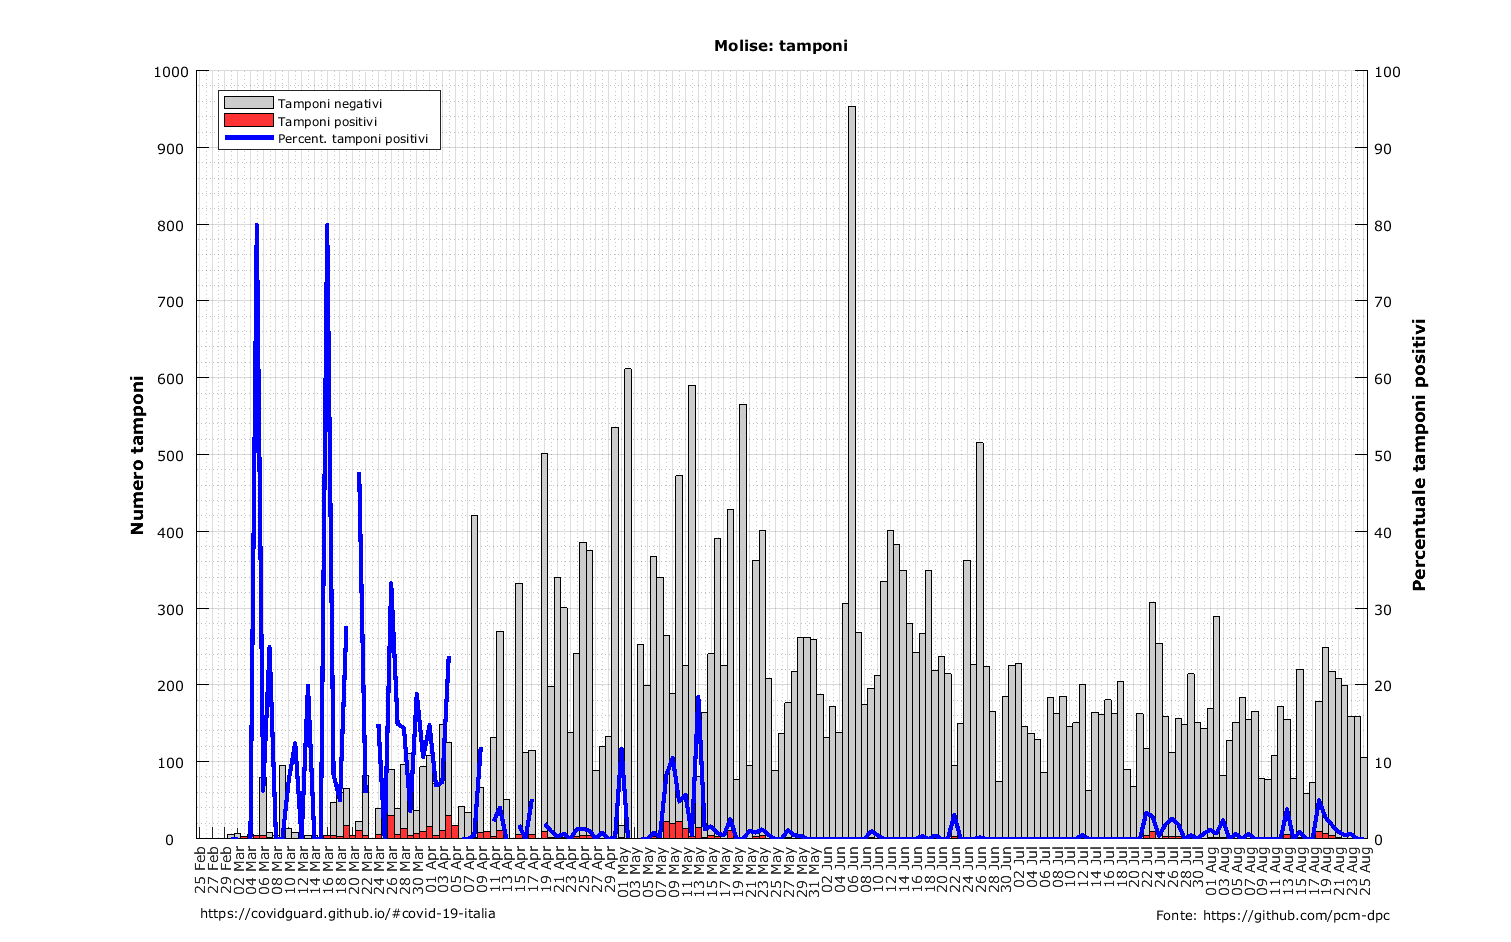 Molise: tamponi
1000
900
800
700
600
500
400
300
200
100
0
Numero tamponi
Tamponi negativi
Tamponi positivi
Percent. tamponi positivi
100
90
80
70
60
50
40
30
20
10
0
Percentuale tamponi positivi
25 Feb
27 Feb
29 Feb
02 Mar
04 Mar
06 Mar
08 Mar
10 Mar
12 Mar
14 Mar
16 Mar
18 Mar
20 Mar
22 Mar
24 Mar
26 Mar
28 Mar
30 Mar
01 Apr
03 Apr
05 Apr
07 Apr
09 Apr
11 Apr
13 Apr
15 Apr
17 Apr
19 Apr
21 Apr
23 Apr
25 Apr
27 Apr
29 Apr
01 May
03 May
05 May
07 May
09 May
11 May
13 May
15 May
17 May
19 May
21 May
23 May
25 May
27 May
29 May
31 May
02 Jun
04 Jun
06 Jun
08 Jun
10 Jun
12 Jun
14 Jun
16 Jun
18 Jun
20 Jun
22 Jun
24 Jun
26 Jun
28 Jun
30 Jun
02 Jul
04 Jul
06 Jul
08 Jul
10 Jul
12 Jul
14 Jul
16 Jul
18 Jul
20 Jul
22 Jul
24 Jul
26 Jul
28 Jul
30 Jul
01 Aug
03 Aug
05 Aug
07 Aug
09 Aug
11 Aug
13 Aug
15 Aug
17 Aug
19 Aug
21 Aug
23 Aug
25 Aug
https://covidguard.github.io/#covid-19-italia
Fonte: https://github.com/pcm-dpc